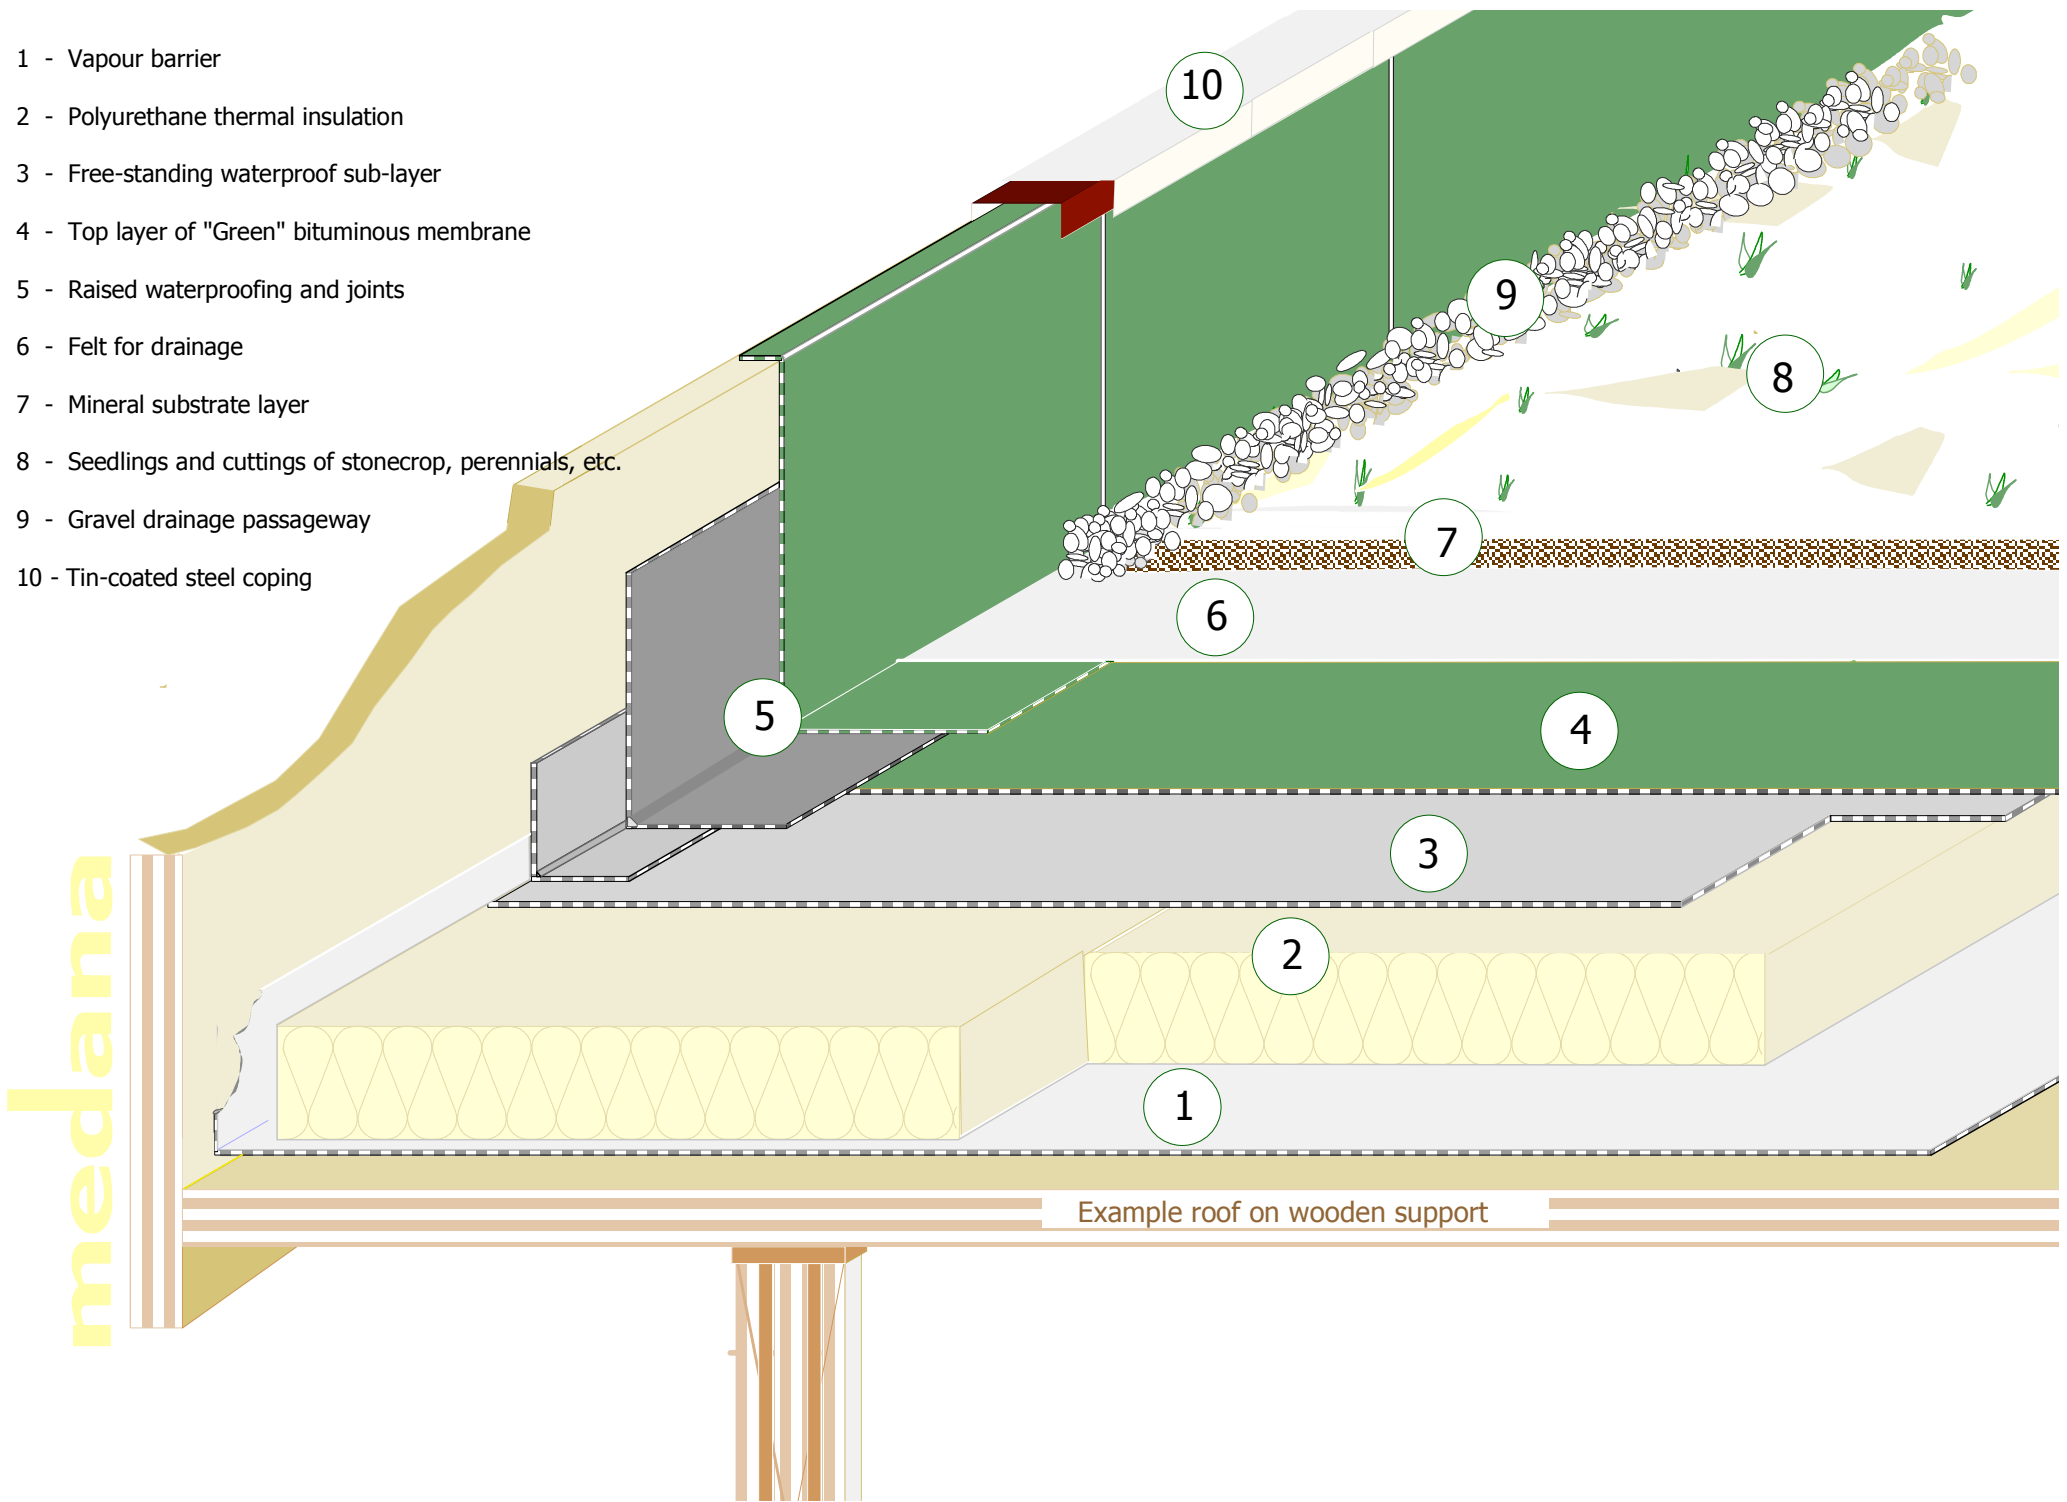 1 - Vapour barrier
2 - Polyurethane thermal insulation
3 - Free-standing waterproof sub-layer
4 - Top layer of "Green" bituminous membrane
5 - Raised waterproofing and joints
6 - Felt for drainage
7 - Mineral substrate layer
8 - Seedlings and cuttings of stonecrop, perennials, etc.
9 - Gravel drainage passageway
10 - Tin-coated steel coping
10
9
8
7
6
5
4
3
2
1
Example roof on wooden support
medana